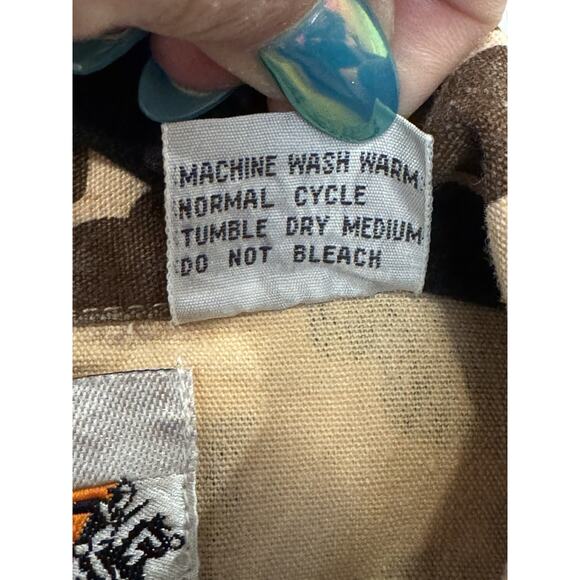 MACHINE WASH WARM
NORMAL CYCLE
TUMBLE DRY MEDIUM
DO NOT BLEACH